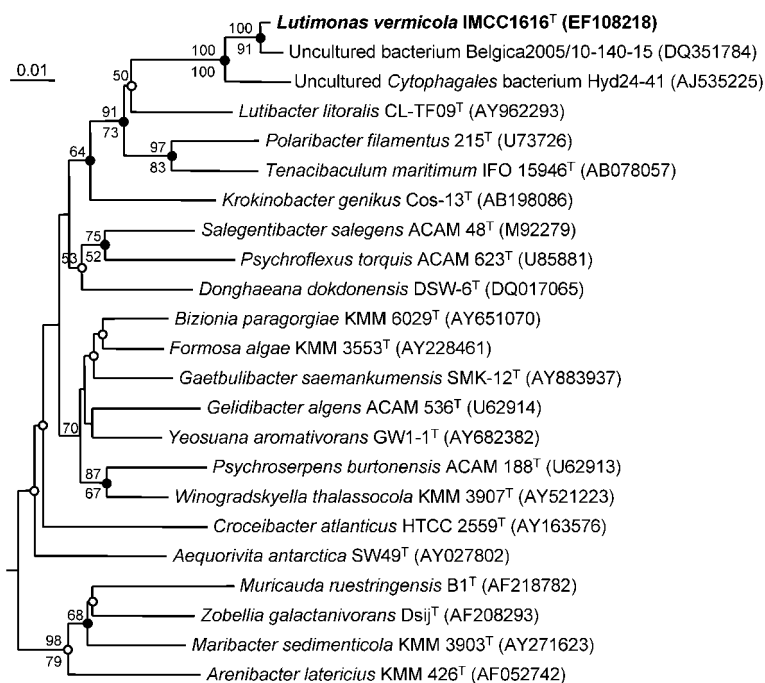 100
Lutimonas vermicola IMCC1616ᵀ (EF108218)
91
Uncultured bacterium Belgica2005/10-140-15 (DQ351784)
100
100
Uncultured Cytophagales bacterium Hyd24-41 (AJ535225)
0.01
50
Lutibacter litoralis CL-TF09ᵀ (AY962293)
91
73
97
Polaribacter filamentus 215ᵀ (U73726)
83
Tenacibaculum maritimum IFO 15946ᵀ (AB078057)
64
Krokinobacter genikus Cos-13ᵀ (AB198086)
75
Salegentibacter salegens ACAM 48ᵀ (M92279)
53
52
Psychroflexus torquis ACAM 623ᵀ (U85881)
Donghaeana dokdonensis DSW-6ᵀ (DQ017065)
Bizionia paragorgiae KMM 6029ᵀ (AY651070)
Formosa algae KMM 3553ᵀ (AY228461)
Gaetbulibacter saemankumensis SMK-12ᵀ (AY883937)
Gelidibacter algens ACAM 536ᵀ (U62914)
70
Yeosuana aromativorans GW1-1ᵀ (AY682382)
87
Psychroserpens burtonensis ACAM 188ᵀ (U62913)
67
Winogradskyella thalassocola KMM 3907ᵀ (AY521223)
Croceibacter atlanticus HTCC 2559ᵀ (AY163576)
Aequorivita antarctica SW49ᵀ (AY027802)
Muricauda ruestringensis B1ᵀ (AF218782)
68
Zobellia galactanivorans Dsijᵀ (AF208293)
98
Maribacter sedimenticola KMM 3903ᵀ (AY271623)
79
Arenibacter latericius KMM 426ᵀ (AF052742)